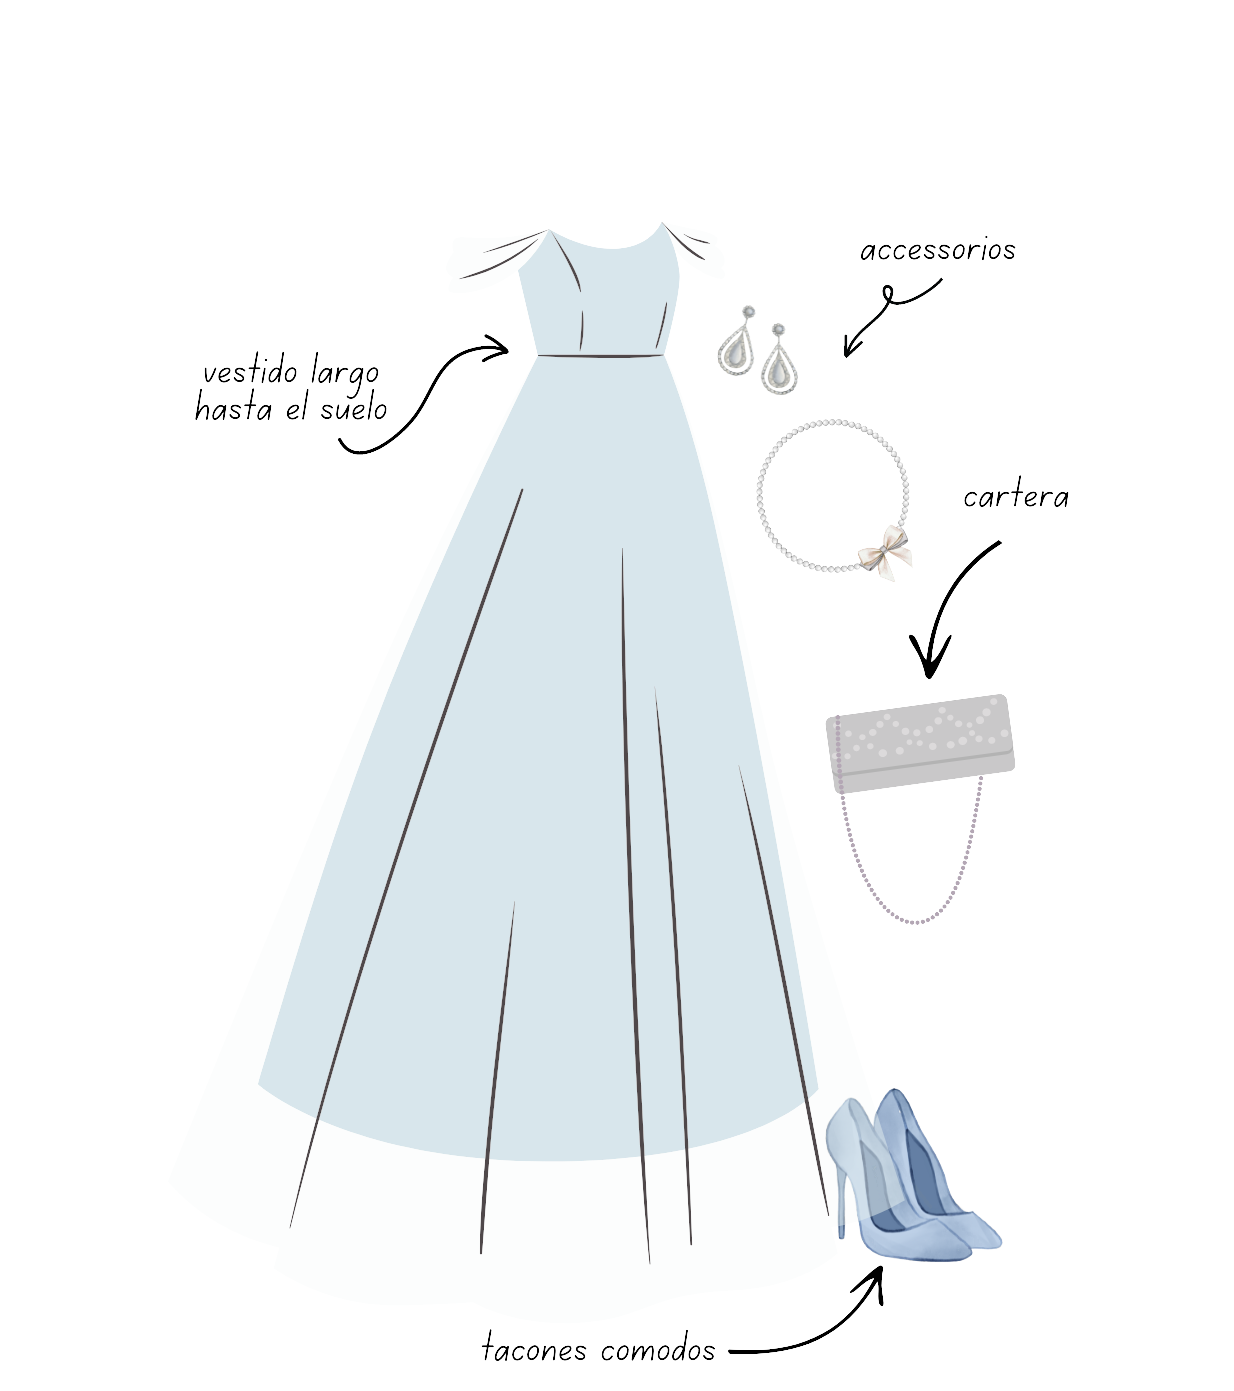 accessorios
vestido largo
hasta el suelo
cartera
tacones comodos